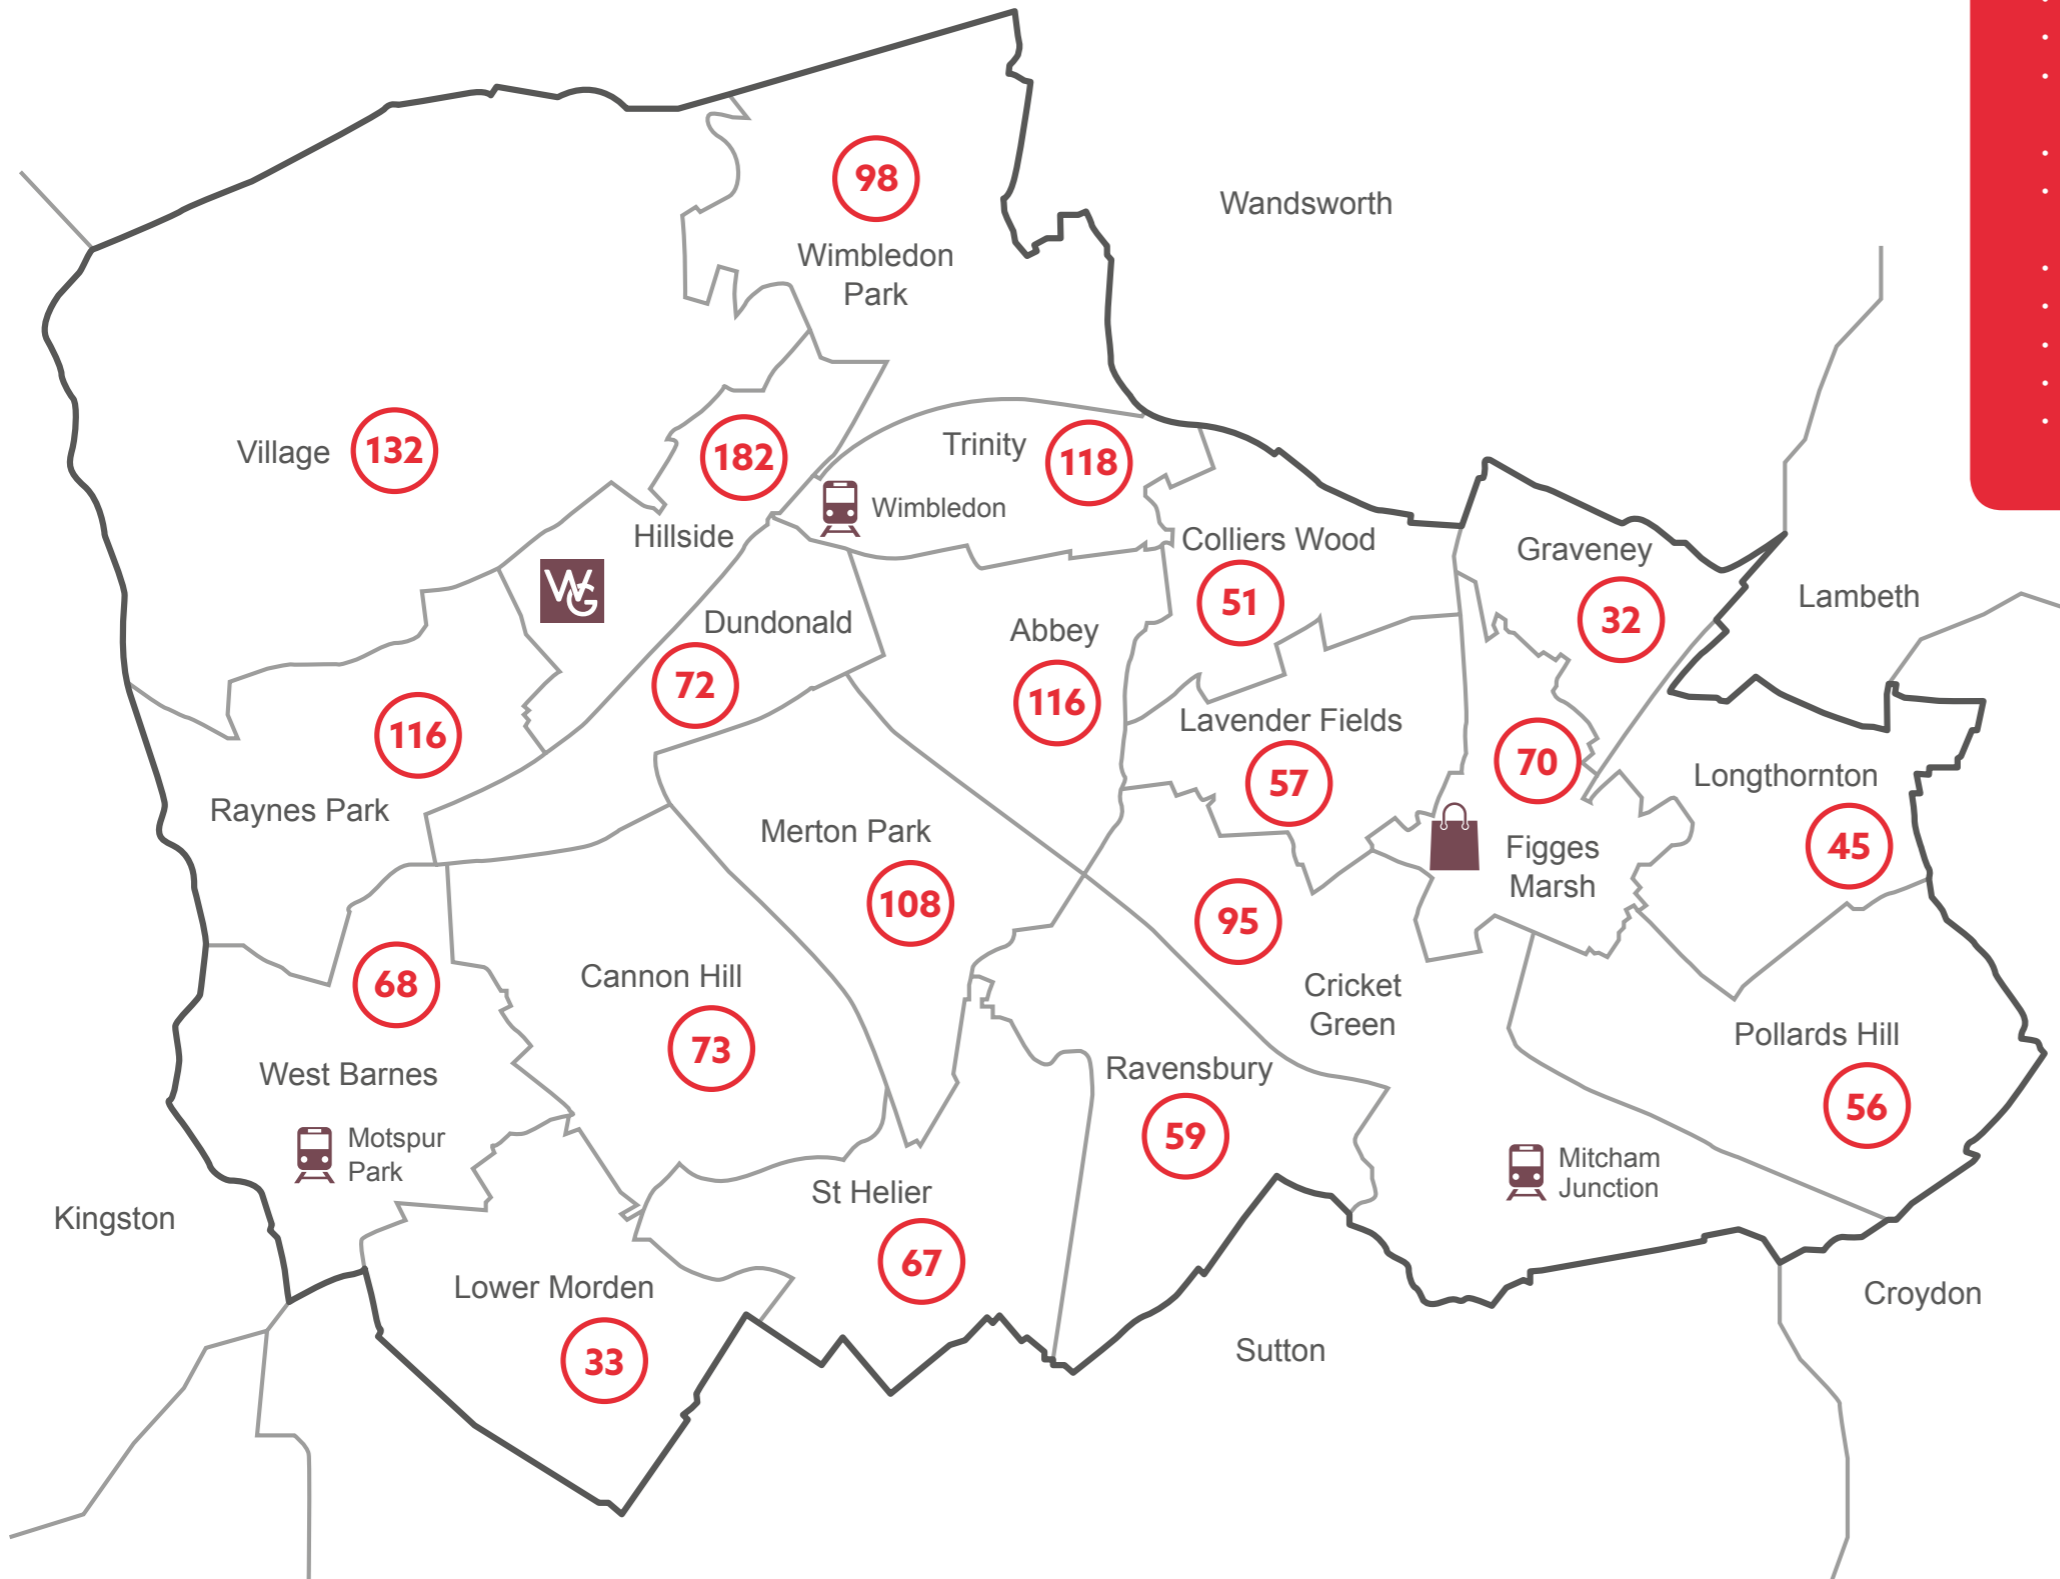 98
Wandsworth
Wimbledon
Park
Village
132
182
Trinity
118
Wimbledon
Hillside
Colliers Wood
Graveney
WG
51
32
Lambeth
Dundonald
Abbey
72
116
116
Lavender Fields
57
70
Longthornton
Raynes Park
Merton Park
45
Figges
Marsh
108
95
68
Cannon Hill
Cricket
Green
73
Pollards Hill
West Barnes
Ravensbury
56
59
Motspur
Park
Mitcham
Junction
Kingston
St Helier
67
Lower Morden
Croydon
33
Sutton